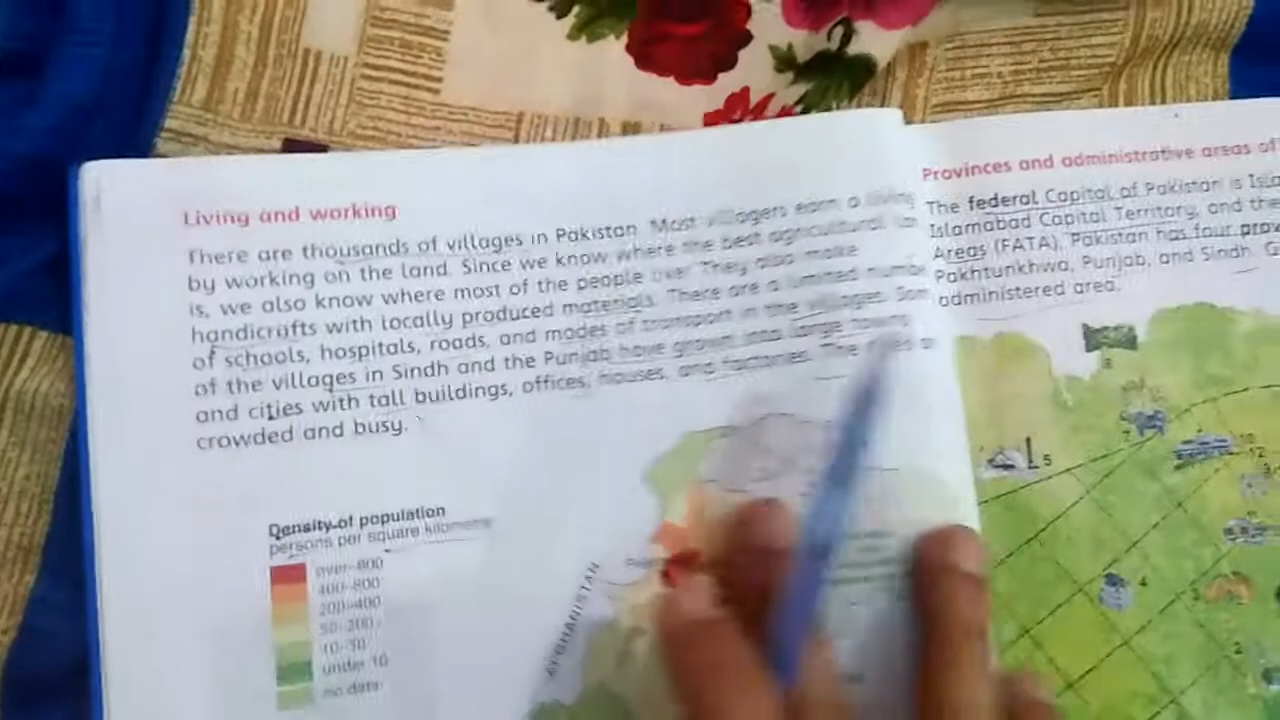 Living and working
There are thousands of villages in Pakistan. Most villagers earn a living
by working on the land. Since we know where the best agricultural
is, we also know where most of the people live. They also make
handicrafts with locally produced materials. There are a limited
of schools, hospitals, roads, and modes of transport in the villages.
of the villages in Sindh and the Punjab have grown into large towns
and cities with tall buildings, offices, houses, and factories. The
crowded and busy.
Density of population
persons per square kilometre
over 800
400-800
200-400
50-200
10-50
under 10
no data
AFGHANISTAN
Provinces and administrative areas of
The federal Capital of Pakistan is
Islamabad Capital Territory, and the
Areas (FATA). Pakistan has four
Pakhtunkhwa, Punjab, and Sindh.
administered area.
8
7
5
10
12
4
2